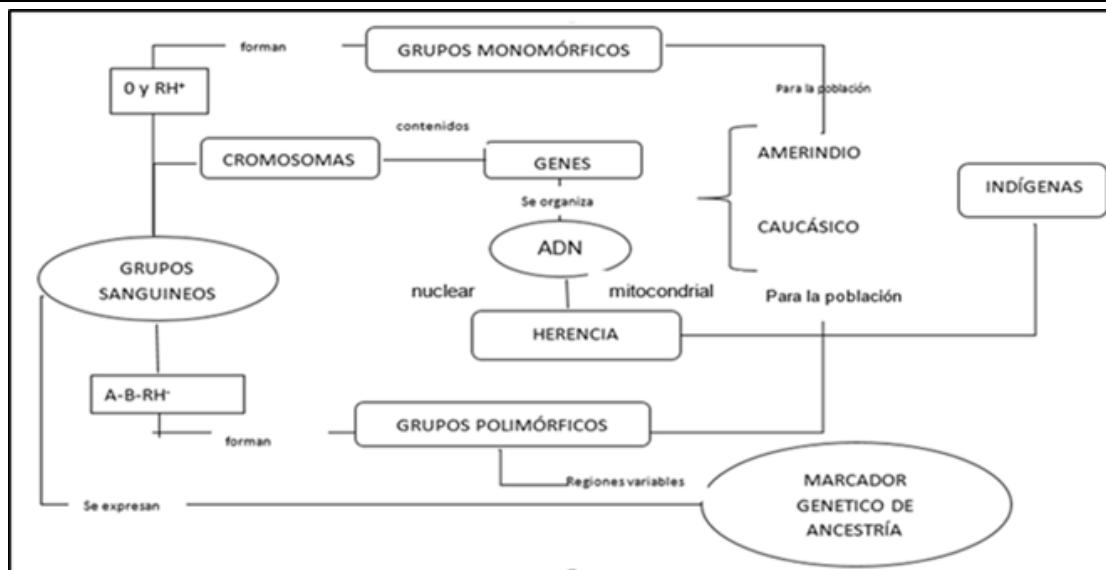 forman
GRUPOS MONOMÓRFICOS
0 y RH⁺
Para la población
contenidos
CROMOSOMAS
GENES
AMERINDIO
INDÍGENAS
Se organiza
CAUCÁSICO
ADN
GRUPOS
SANGUINEOS
nuclear
mitocondrial
Para la población
HERENCIA
A-B-RH⁻
GRUPOS POLIMÓRFICOS
forman
Regiones variables
MARCADOR
GENETICO DE
ANCESTRÍA
Se expresan